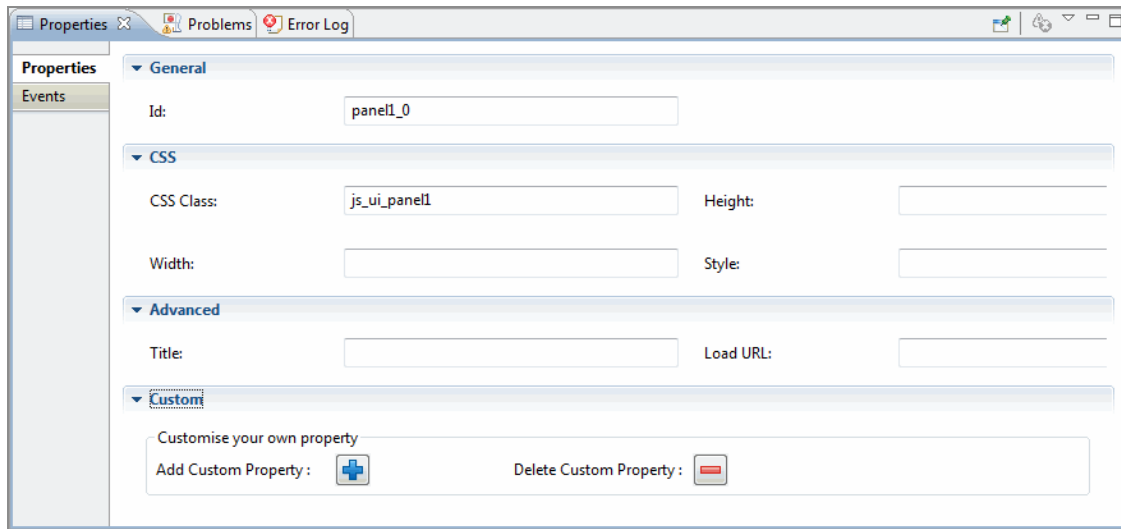 Properties Problems Error Log
Properties
Events
General
Id: panel1_0
CSS
CSS Class: js_ui_panel1 Height:
Width: Style:
Advanced
Title: Load URL:
Custom
Customise your own property
Add Custom Property : Delete Custom Property :